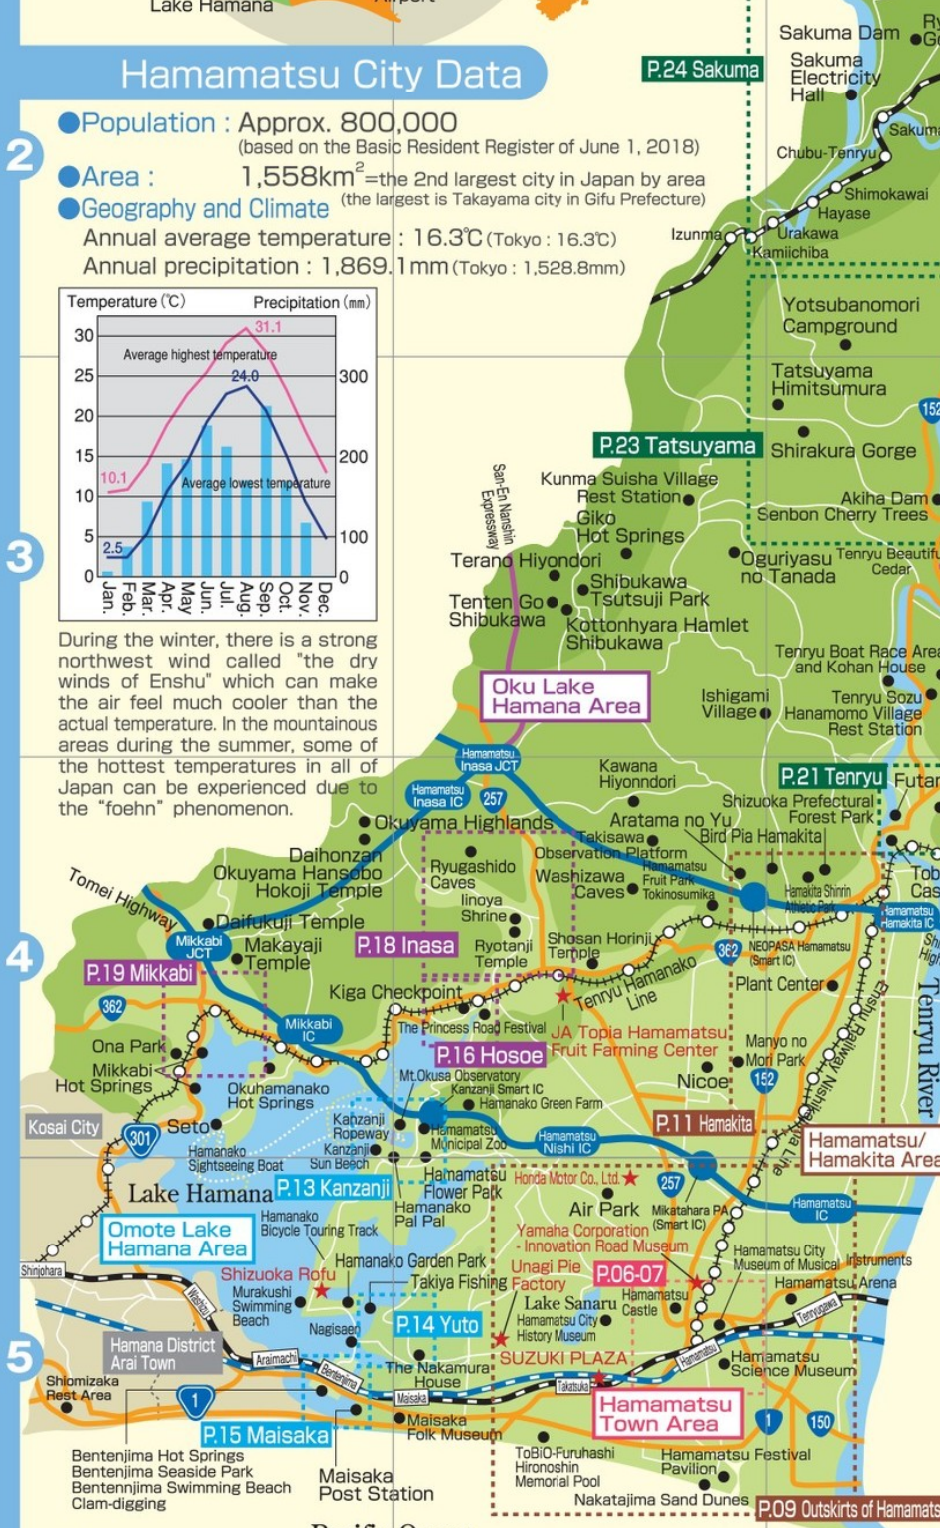 Lake Hamana
Airport
Hamamatsu City Data
2
●Population : Approx. 800,000
(based on the Basic Resident Register of June 1, 2018)
●Area : 1,558km²=the 2nd largest city in Japan by area
(the largest is Takayama city in Gifu Prefecture)
●Geography and Climate
Annual average temperature : 16.3℃ (Tokyo : 16.3℃)
Annual precipitation : 1,869.1mm (Tokyo : 1,528.8mm)
Temperature (℃)
Precipitation (mm)
30
25
20
15
10
5
0
300
200
100
0
31.1
Average highest temperature
24.0
10.1
Average lowest temperature
2.5
Jan.
Feb.
Mar.
Apr.
May
Jun.
Jul.
Aug.
Sep.
Oct.
Nov.
Dec.
3
During the winter, there is a strong
northwest wind called "the dry
winds of Enshu" which can make
the air feel much cooler than the
actual temperature. In the mountainous
areas during the summer, some of
the hottest temperatures in all of
Japan can be experienced due to
the "foehn" phenomenon.
P.24 Sakuma
Sakuma Dam
Sakuma
Electricity
Hall
Chubu-Tenryu
Shimokawai
Hayase
Urakawa
Izunma
Kamiichiba
Yotsubanomori
Campground
Tatsuyama
Himitsumura
152
P.23 Tatsuyama
Shirakura Gorge
Kunma Suisha Village
Rest Station
San-En Nanshin
Expressway
Akiha Dam
Senbon Cherry Trees
Giko
Hot Springs
Terano Hiyondori
Oguriyasu
no Tanada
Cedar
Shibukawa
Tsutsuji Park
Tenten Go
Shibukawa
Kottonhyara Hamlet
Shibukawa
Tenryu Boat Race Area
and Kohan House
Oku Lake
Hamana Area
Ishigami
Village
Tenryu Sozu
Hanamomo Village
Rest Station
Hamamatsu
Inasa JCT
Kawana
Hiyonndori
P.21 Tenryu
Hamamatsu
Inasa IC
257
Shizuoka Prefectural
Forest Park
Okuyama Highlands
Aratama no Yu
Takisawa
Observation Platform
Bird Pia Hamakita
Daihonzan
Okuyama Hansobo
Hokoji Temple
Ryugashido
Caves
Washizawa
Caves
Hamamatsu
Fruit Park
Tokinosumika
Hamakita Shinrin
Athletic Park
Tomei Highway
Iinoya
Shrine
Hamamatsu
Hamakita IC
Daifukuji Temple
4
Mikkabi
JCT
Makayaji
Temple
P.18 Inasa
Ryotanji
Temple
Shosan Horinji
Temple
362
NEOPASA Hamamatsu
(Smart IC)
P.19 Mikkabi
Tenryu Hamanako
Line
Plant Center
362
Kiga Checkpoint
Mikkabi
IC
The Princess Road Festival
JA Topia Hamamatsu
Fruit Farming Center
Enshu Railway Nishikajima Line
Tenryu River
Ona Park
P.16 Hosoe
Manyo no
Mori Park
Mikkabi
Hot Springs
Mt.Okusa Observatory
Nicoe
152
Okuhamanako
Hot Springs
Kanzanji Smart IC
Hamanako Green Farm
Kosai City
301
Seto
Kanzanji
Ropeway
Hamamatsu
Municipal Zoo
P.11 Hamakita
Hamanako
Sightseeing Boat
Kanzanji
Sun Beach
Hamamatsu
Nishi IC
Hamamatsu/
Hamakita Area
Lake Hamana
P.13 Kanzanji
Hamamatsu
Flower Park
Honda Motor Co., Ltd.
257
Hamanako
Pal Pal
Air Park
Mikatahara PA
(Smart IC)
Hamamatsu
IC
Omote Lake
Hamana Area
Hamanako
Bicycle Touring Track
Yamaha Corporation
- Innovation Road Museum
Shinjohara
Hamanako Garden Park
Hamamatsu City
Museum of Musical Instruments
Shizuoka Rofu
Takiya Fishing
Unagi Pie
Factory
P.06-07
Murakushi
Swimming
Beach
Washizu
Lake Sanaru
Hamamatsu
Castle
Hamamatsu Arena
Hamamatsu City
History Museum
Tenryugawa
Nagisaen
P.14 Yuto
5
Hamana District
Arai Town
Araimachi
SUZUKI PLAZA
Hamamatsu
Hamamatsu
Science Museum
The Nakamura
House
Bentenjima
Shiomizaka
Rest Area
1
Maisaka
Takatsuka
Hamamatsu
Town Area
P.15 Maisaka
Maisaka
Folk Museum
1
150
Bentenjima Hot Springs
Bentenjima Seaside Park
Bentennjima Swimming Beach
Clam-digging
Maisaka
Post Station
ToBiO-Furuhashi
Hironoshin
Memorial Pool
Hamamatsu Festival
Pavilion
Nakatajima Sand Dunes
P.09 Outskirts of Hamamats